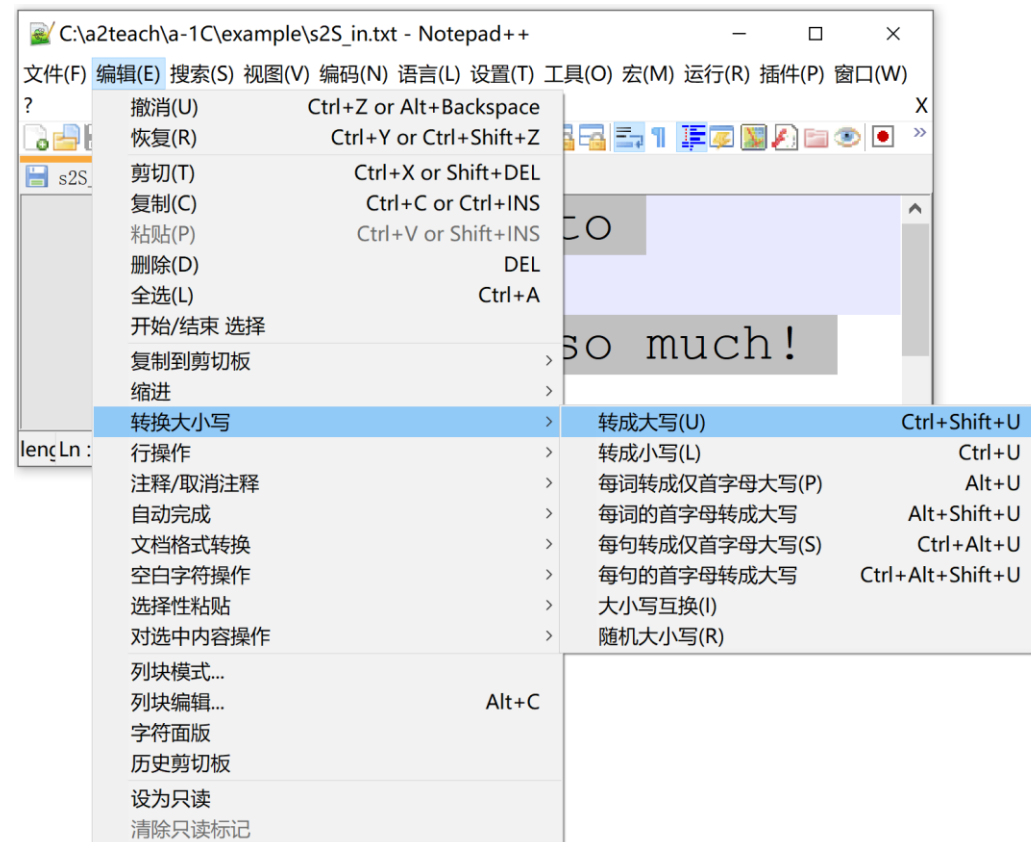 C:\a2teach\a-1C\example\s2S_in.txt - Notepad++
文件(F) 编辑(E) 搜索(S) 视图(V) 编码(N) 语言(L) 设置(T) 工具(O) 宏(M) 运行(R) 插件(P) 窗口(W)
? X
撤消(U) Ctrl+Z or Alt+Backspace
恢复(R) Ctrl+Y or Ctrl+Shift+Z
剪切(T) Ctrl+X or Shift+DEL
s2S_
复制(C) Ctrl+C or Ctrl+INS
粘贴(P) Ctrl+V or Shift+INS
to
删除(D) DEL
全选(L) Ctrl+A
开始/结束 选择
so much!
复制到剪切板
缩进
转换大小写
转成大写(U) Ctrl+Shift+U
Ln :
行操作
转成小写(L) Ctrl+U
注释/取消注释
每词转成仅首字母大写(P) Alt+U
自动完成
每词的首字母转成大写 Alt+Shift+U
文档格式转换
每句转成仅首字母大写(S) Ctrl+Alt+U
空白字符操作
每句的首字母转成大写 Ctrl+Alt+Shift+U
选择性粘贴
大小写互换(I)
对选中内容操作
随机大小写(R)
列块模式...
列块编辑... Alt+C
字符面版
历史剪切板
设为只读
清除只读标记